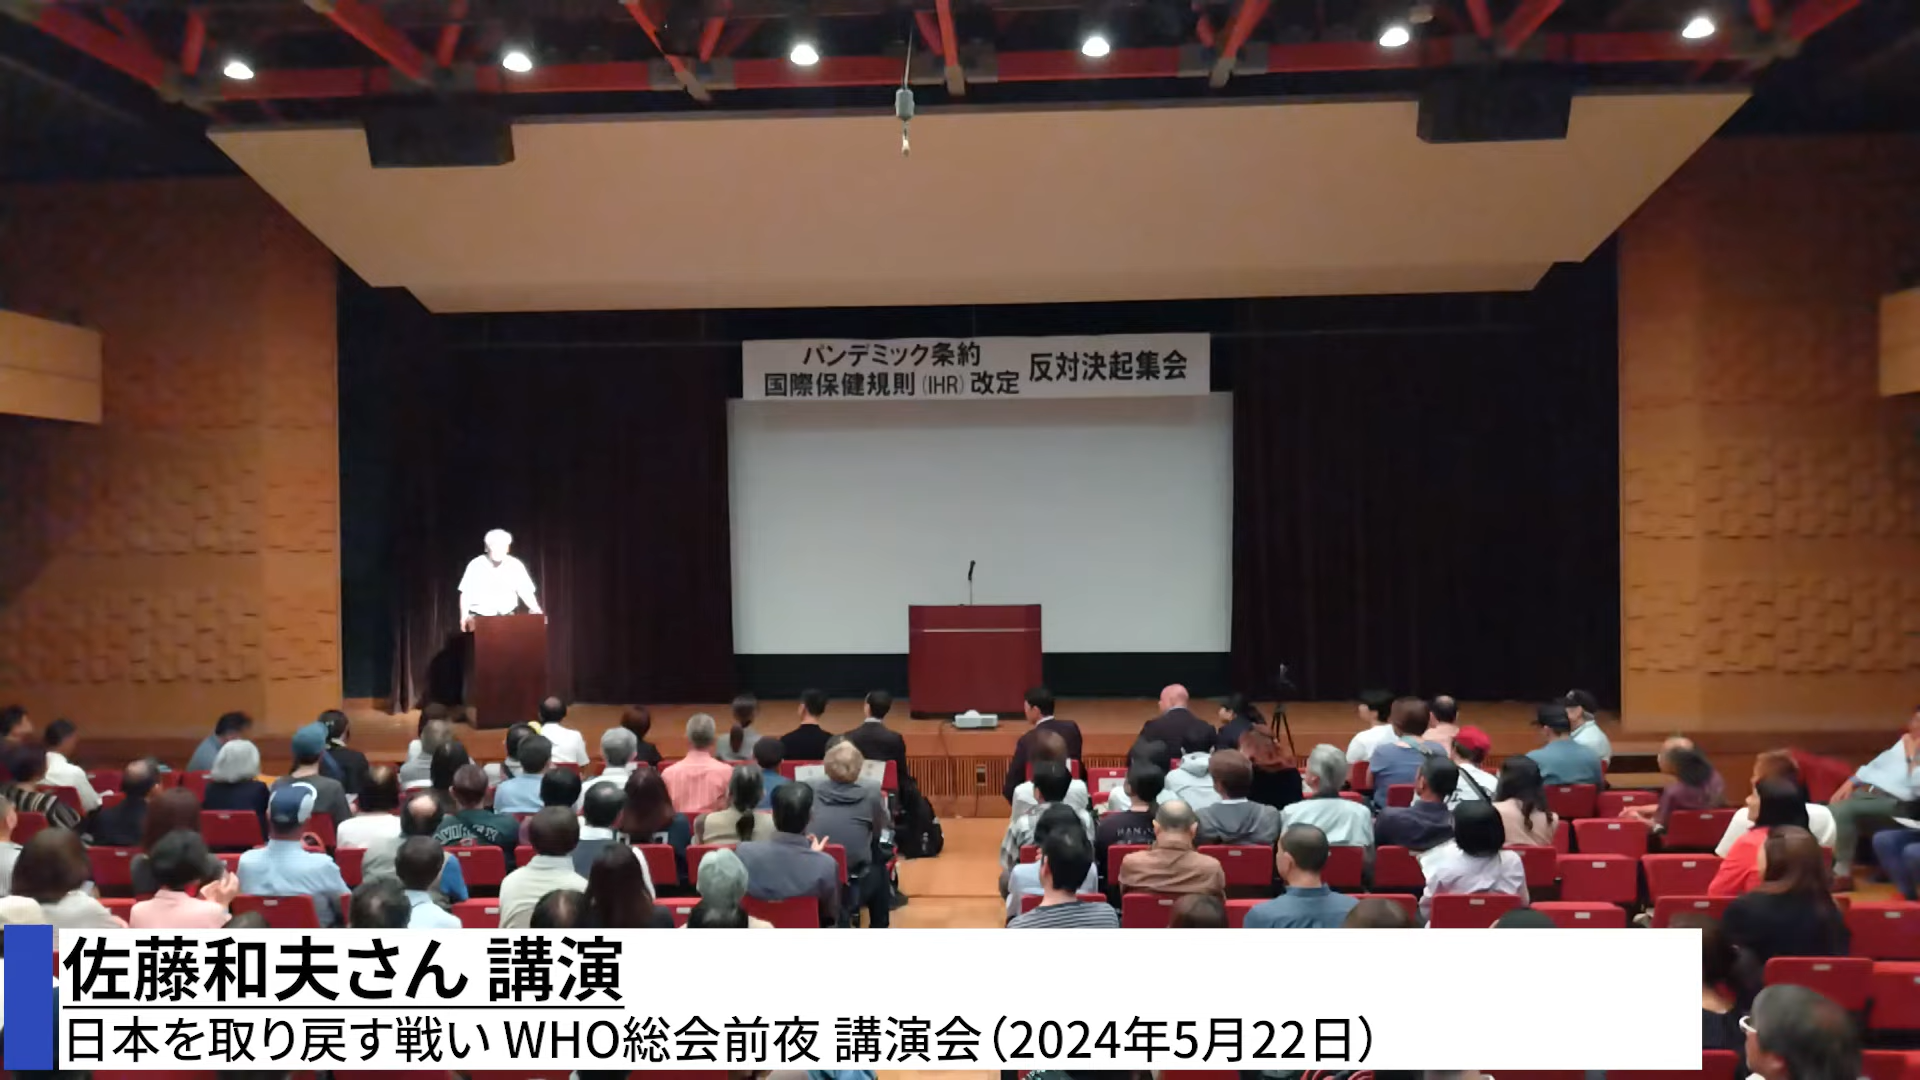 パンデミック条約
国際保健規則(IHR)改定 反対決起集会
佐藤和夫さん 講演
日本を取り戻す戦い WHO総会前夜 講演会(2024年5月22日)